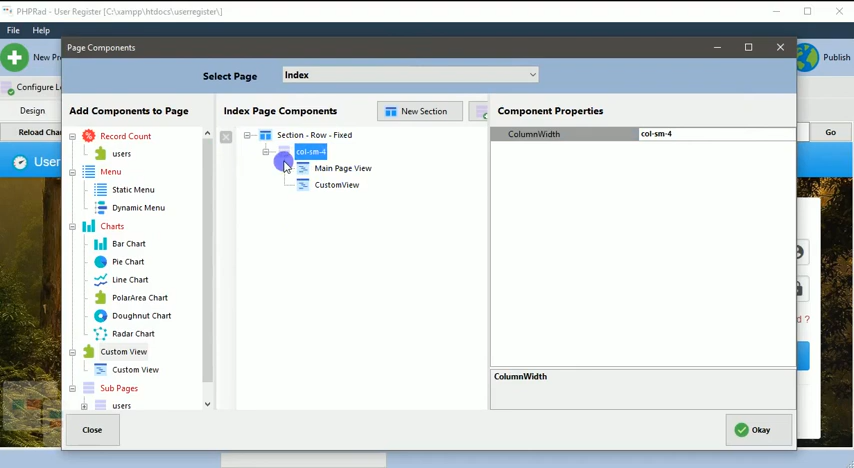 PHPRad - User Register [C:\xampp\htdocs\userregister\]
File Help
New Pr
Publish
Configure L
Design
Reload Char
Go
User
d ?
Page Components
Select Page Index
Add Components to Page
Record Count
users
Menu
Static Menu
Dynamic Menu
Charts
Bar Chart
Pie Chart
Line Chart
PolarArea Chart
Doughnut Chart
Radar Chart
Custom View
Custom View
Sub Pages
users
Index Page Components
New Section
Section - Row - Fixed
col-sm-4
Main Page View
CustomView
Component Properties
ColumnWidth col-sm-4
ColumnWidth
Close
Okay